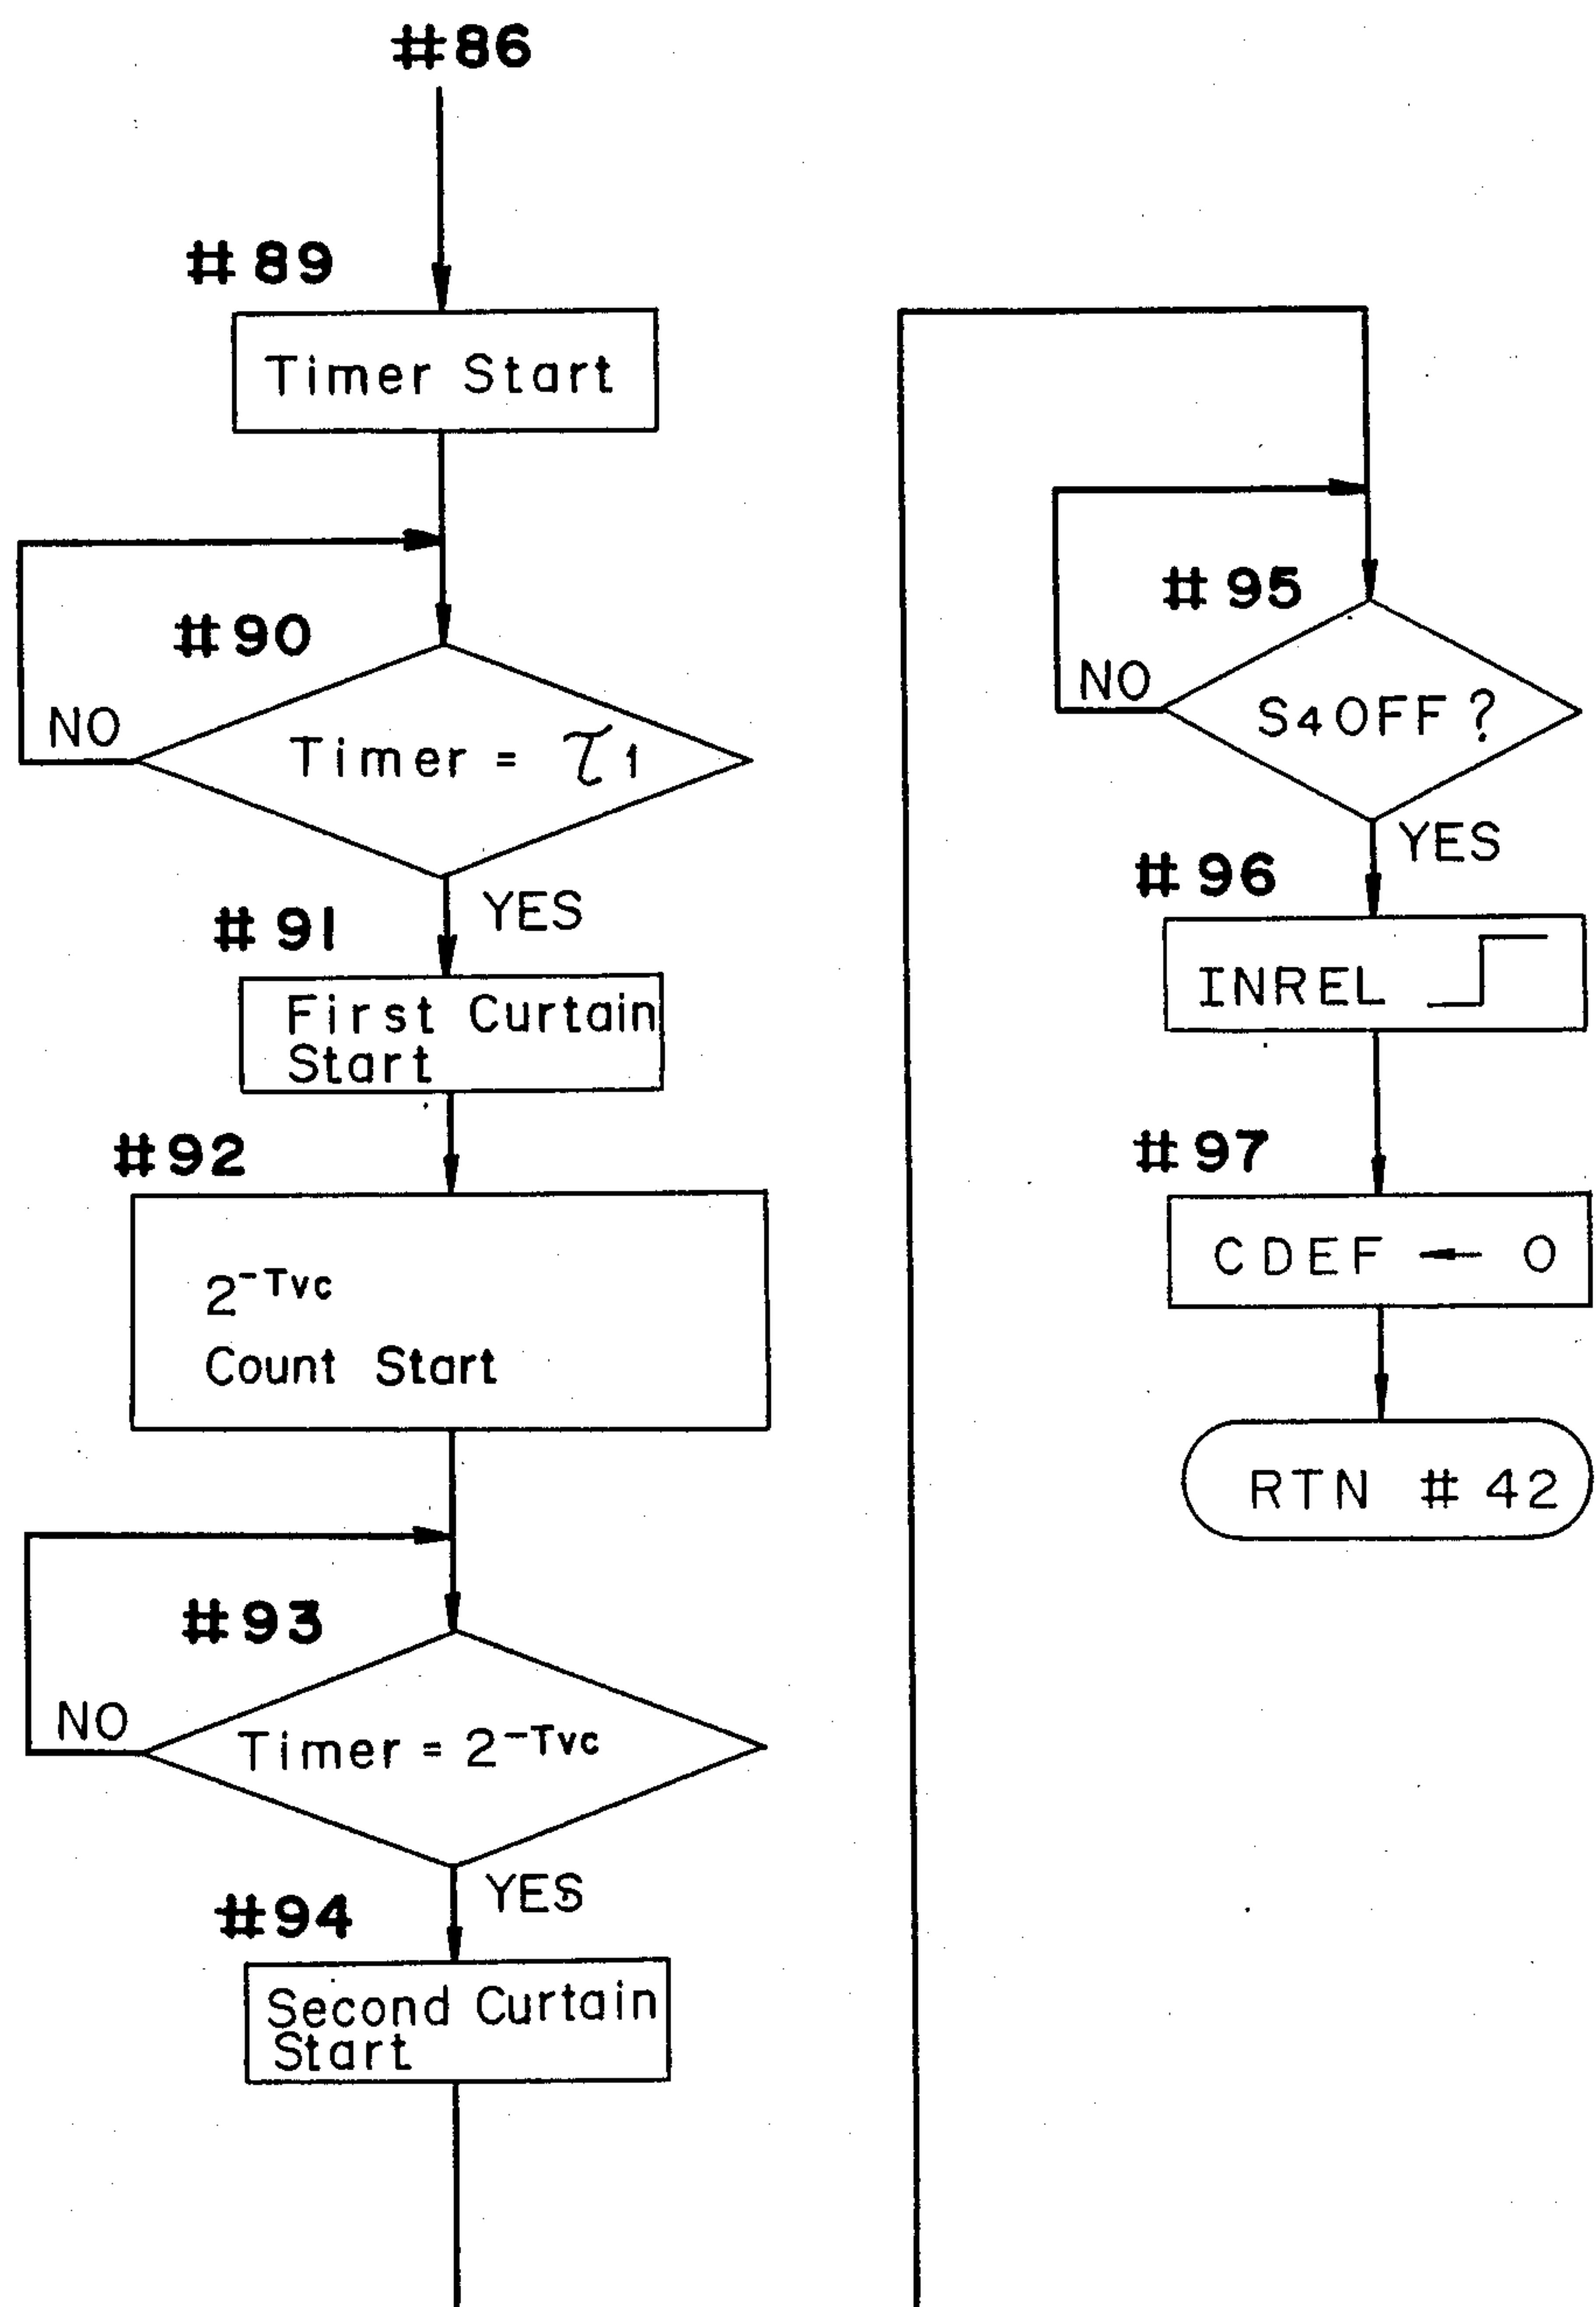 #86
#89
Timer Start
#90
NO
Timer = τ1
YES
#91
First Curtain
Start
#92
2-Tvc
Count Start
#93
NO
Timer = 2-Tvc
YES
#94
Second Curtain
Start
#95
NO
S4OFF ?
YES
#96
INREL
#97
CDEF ← 0
RTN #42